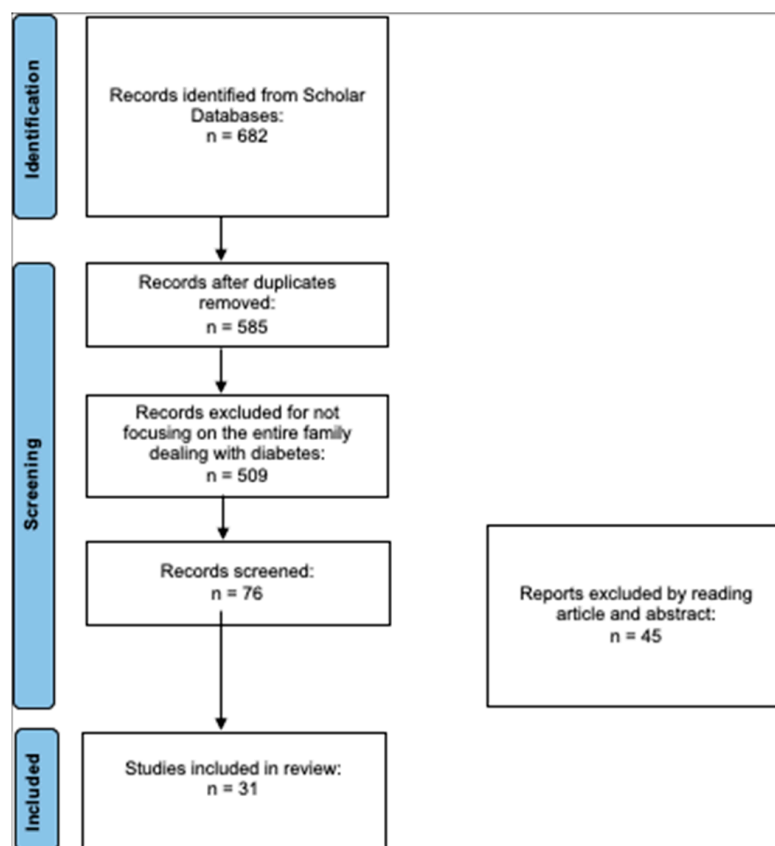 Identification
Records identified from Scholar
Databases:
n = 682
Screening
Records after duplicates
removed:
n = 585
Records excluded for not
focusing on the entire family
dealing with diabetes:
n = 509
Records screened:
n = 76
Reports excluded by reading
article and abstract:
n = 45
Included
Studies included in review:
n = 31